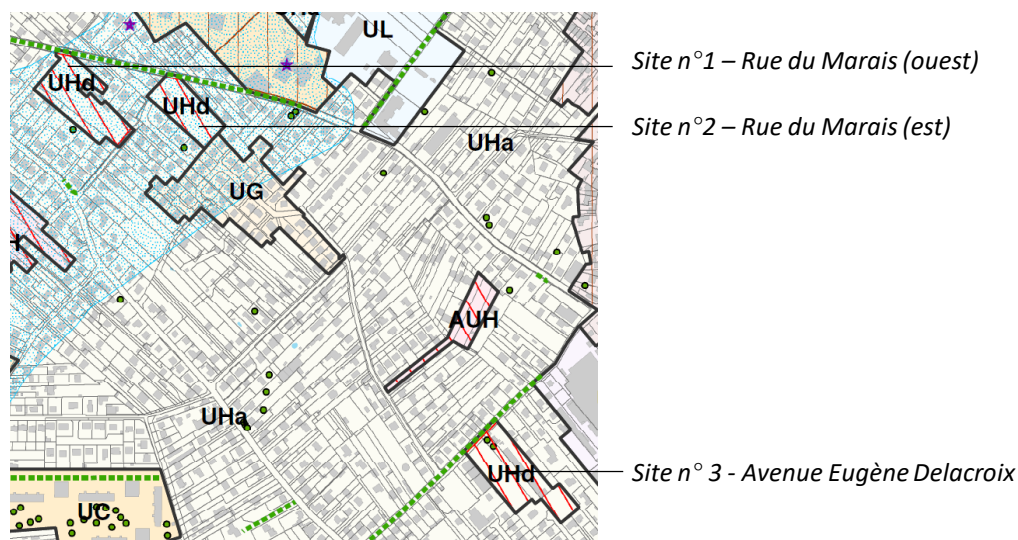 UL
Site n°1 – Rue du Marais (ouest)
UHd
UHd
Site n°2 – Rue du Marais (est)
UHa
UG
AUH
UHa
UHd
Site n° 3 - Avenue Eugène Delacroix
UC